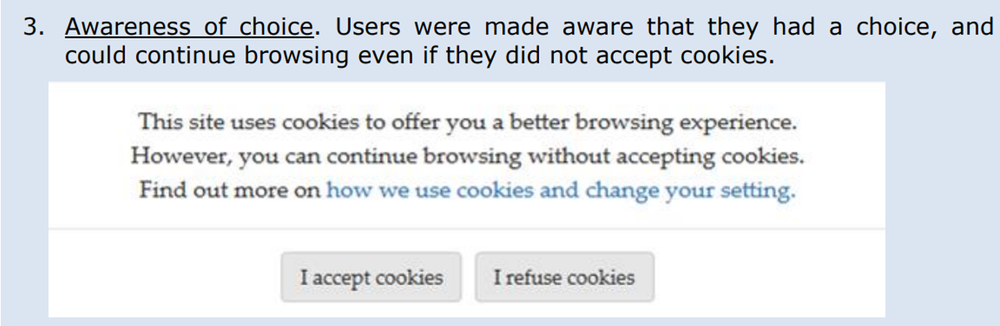 3. Awareness of choice. Users were made aware that they had a choice, and
could continue browsing even if they did not accept cookies.
This site uses cookies to offer you a better browsing experience.
However, you can continue browsing without accepting cookies.
Find out more on how we use cookies and change your setting.
I accept cookies
I refuse cookies